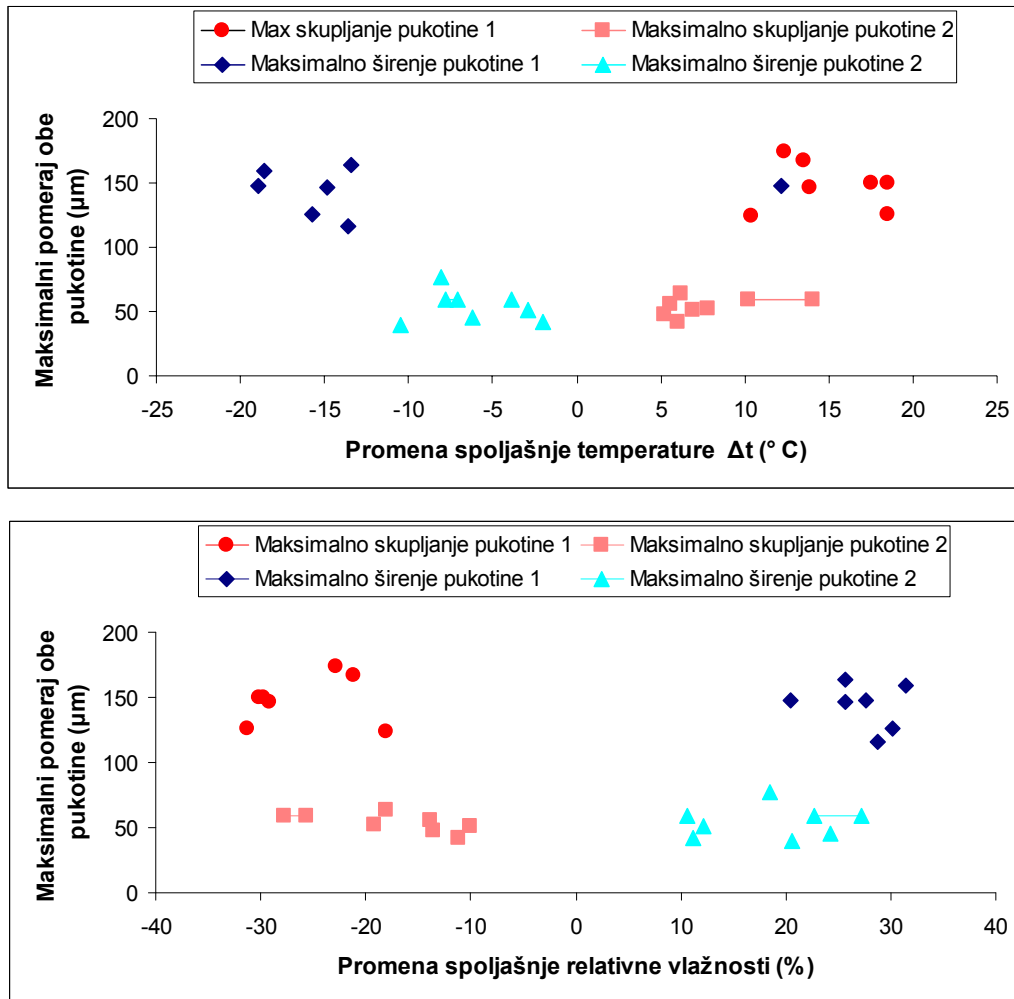 Max skupljanje pukotine 1
Maksimalno skupljanje pukotine 2
Maksimalno širenje pukotine 1
Maksimalno širenje pukotine 2
Maksimalni pomeraj obe
pukotine (µm)
200
150
100
50
0
-25 -20 -15 -10 -5 0 5 10 15 20 25
Promena spoljašnje temperature Δt (° C)
Maksimalno skupljanje pukotine 1
Maksimalno skupljanje pukotine 2
Maksimalno širenje pukotine 1
Maksimalno širenje pukotine 2
Maksimalni pomeraj obe
pukotine (µm)
200
150
100
50
0
-40 -30 -20 -10 0 10 20 30 40
Promena spoljašnje relativne vlažnosti (%)